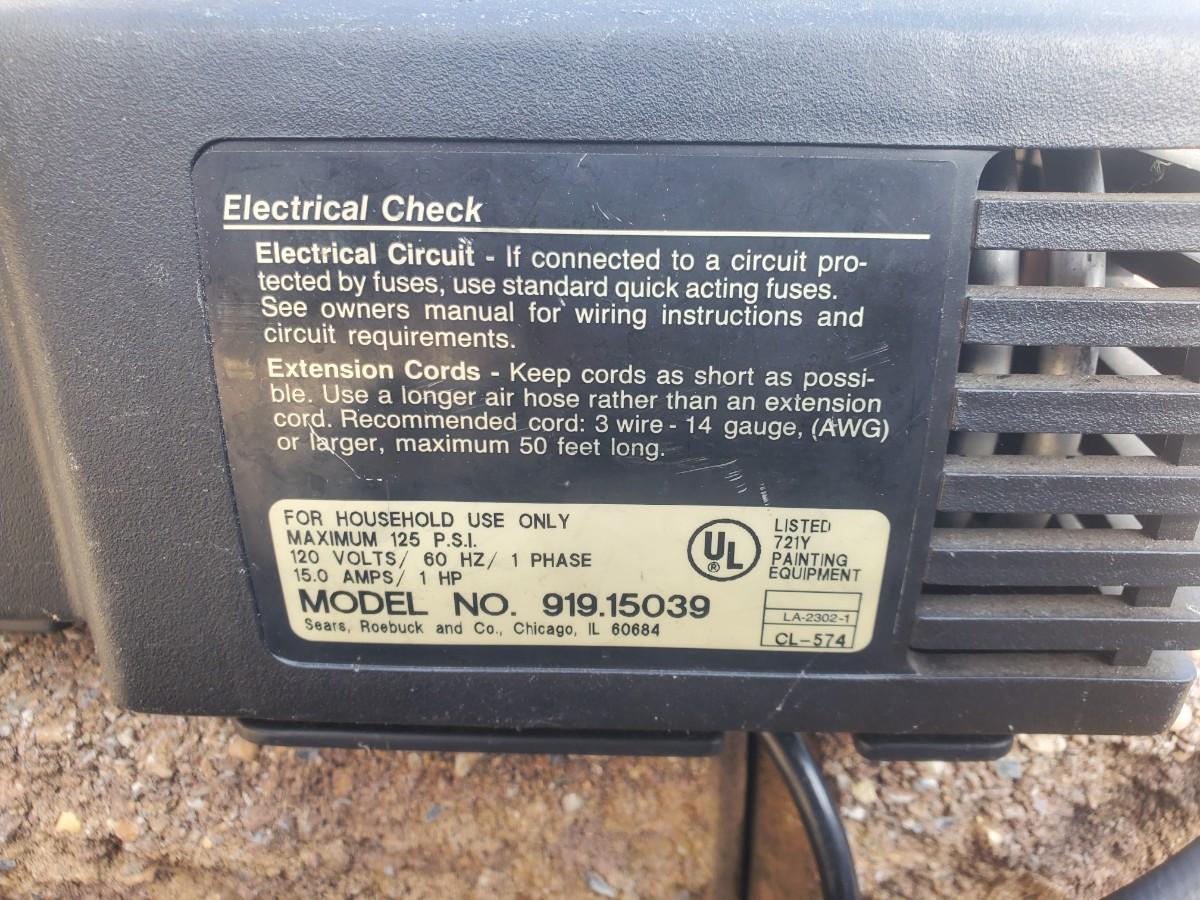 Electrical Check
Electrical Circuit - If connected to a circuit pro-
tected by fuses, use standard quick acting fuses.
See owners manual for wiring instructions and
circuit requirements.
Extension Cords - Keep cords as short as possi-
ble. Use a longer air hose rather than an extension
cord. Recommended cord: 3 wire - 14 gauge, (AWG)
or larger, maximum 50 feet long.
FOR HOUSEHOLD USE ONLY
MAXIMUM 125 P.S.I.
120 VOLTS/ 60 HZ/ 1 PHASE
15.0 AMPS/ 1 HP
MODEL NO. 919.15039
Sears, Roebuck and Co., Chicago, IL 60684
UL
®
LISTED
721Y
PAINTING
EQUIPMENT
LA-2302-1
CL-574